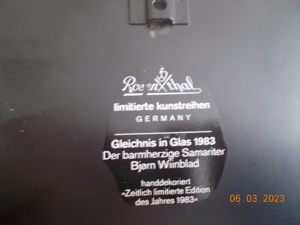 Rosenthal
limitierte kunstreihen
GERMANY
Gleichnis in Glas 1983
Der barmherzige Samariter
Bjørn Wiinblad
handdekoriert
«Zeitlich limitierte Edition
des Jahres 1983»
06.03.2023